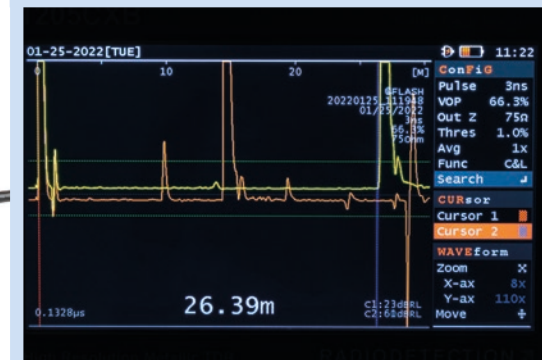 01-25-2022[TUE]
11:22
0 10 20 [M]
@FLASH
20220125_111948
01/25/2022
3ns
66.3%
75Ohm
ConFiG
Pulse 3ns
VOP 66.3%
Out Z 75Ω
Thres 1.0%
Avg 1x
Func C&L
Search
CURsor
Cursor 1
Cursor 2
WAVEform
Zoom
X-ax 8x
Y-ax 110x
Move
0.1328µs
26.39m
C1:23dBRL
C2:60dBRL